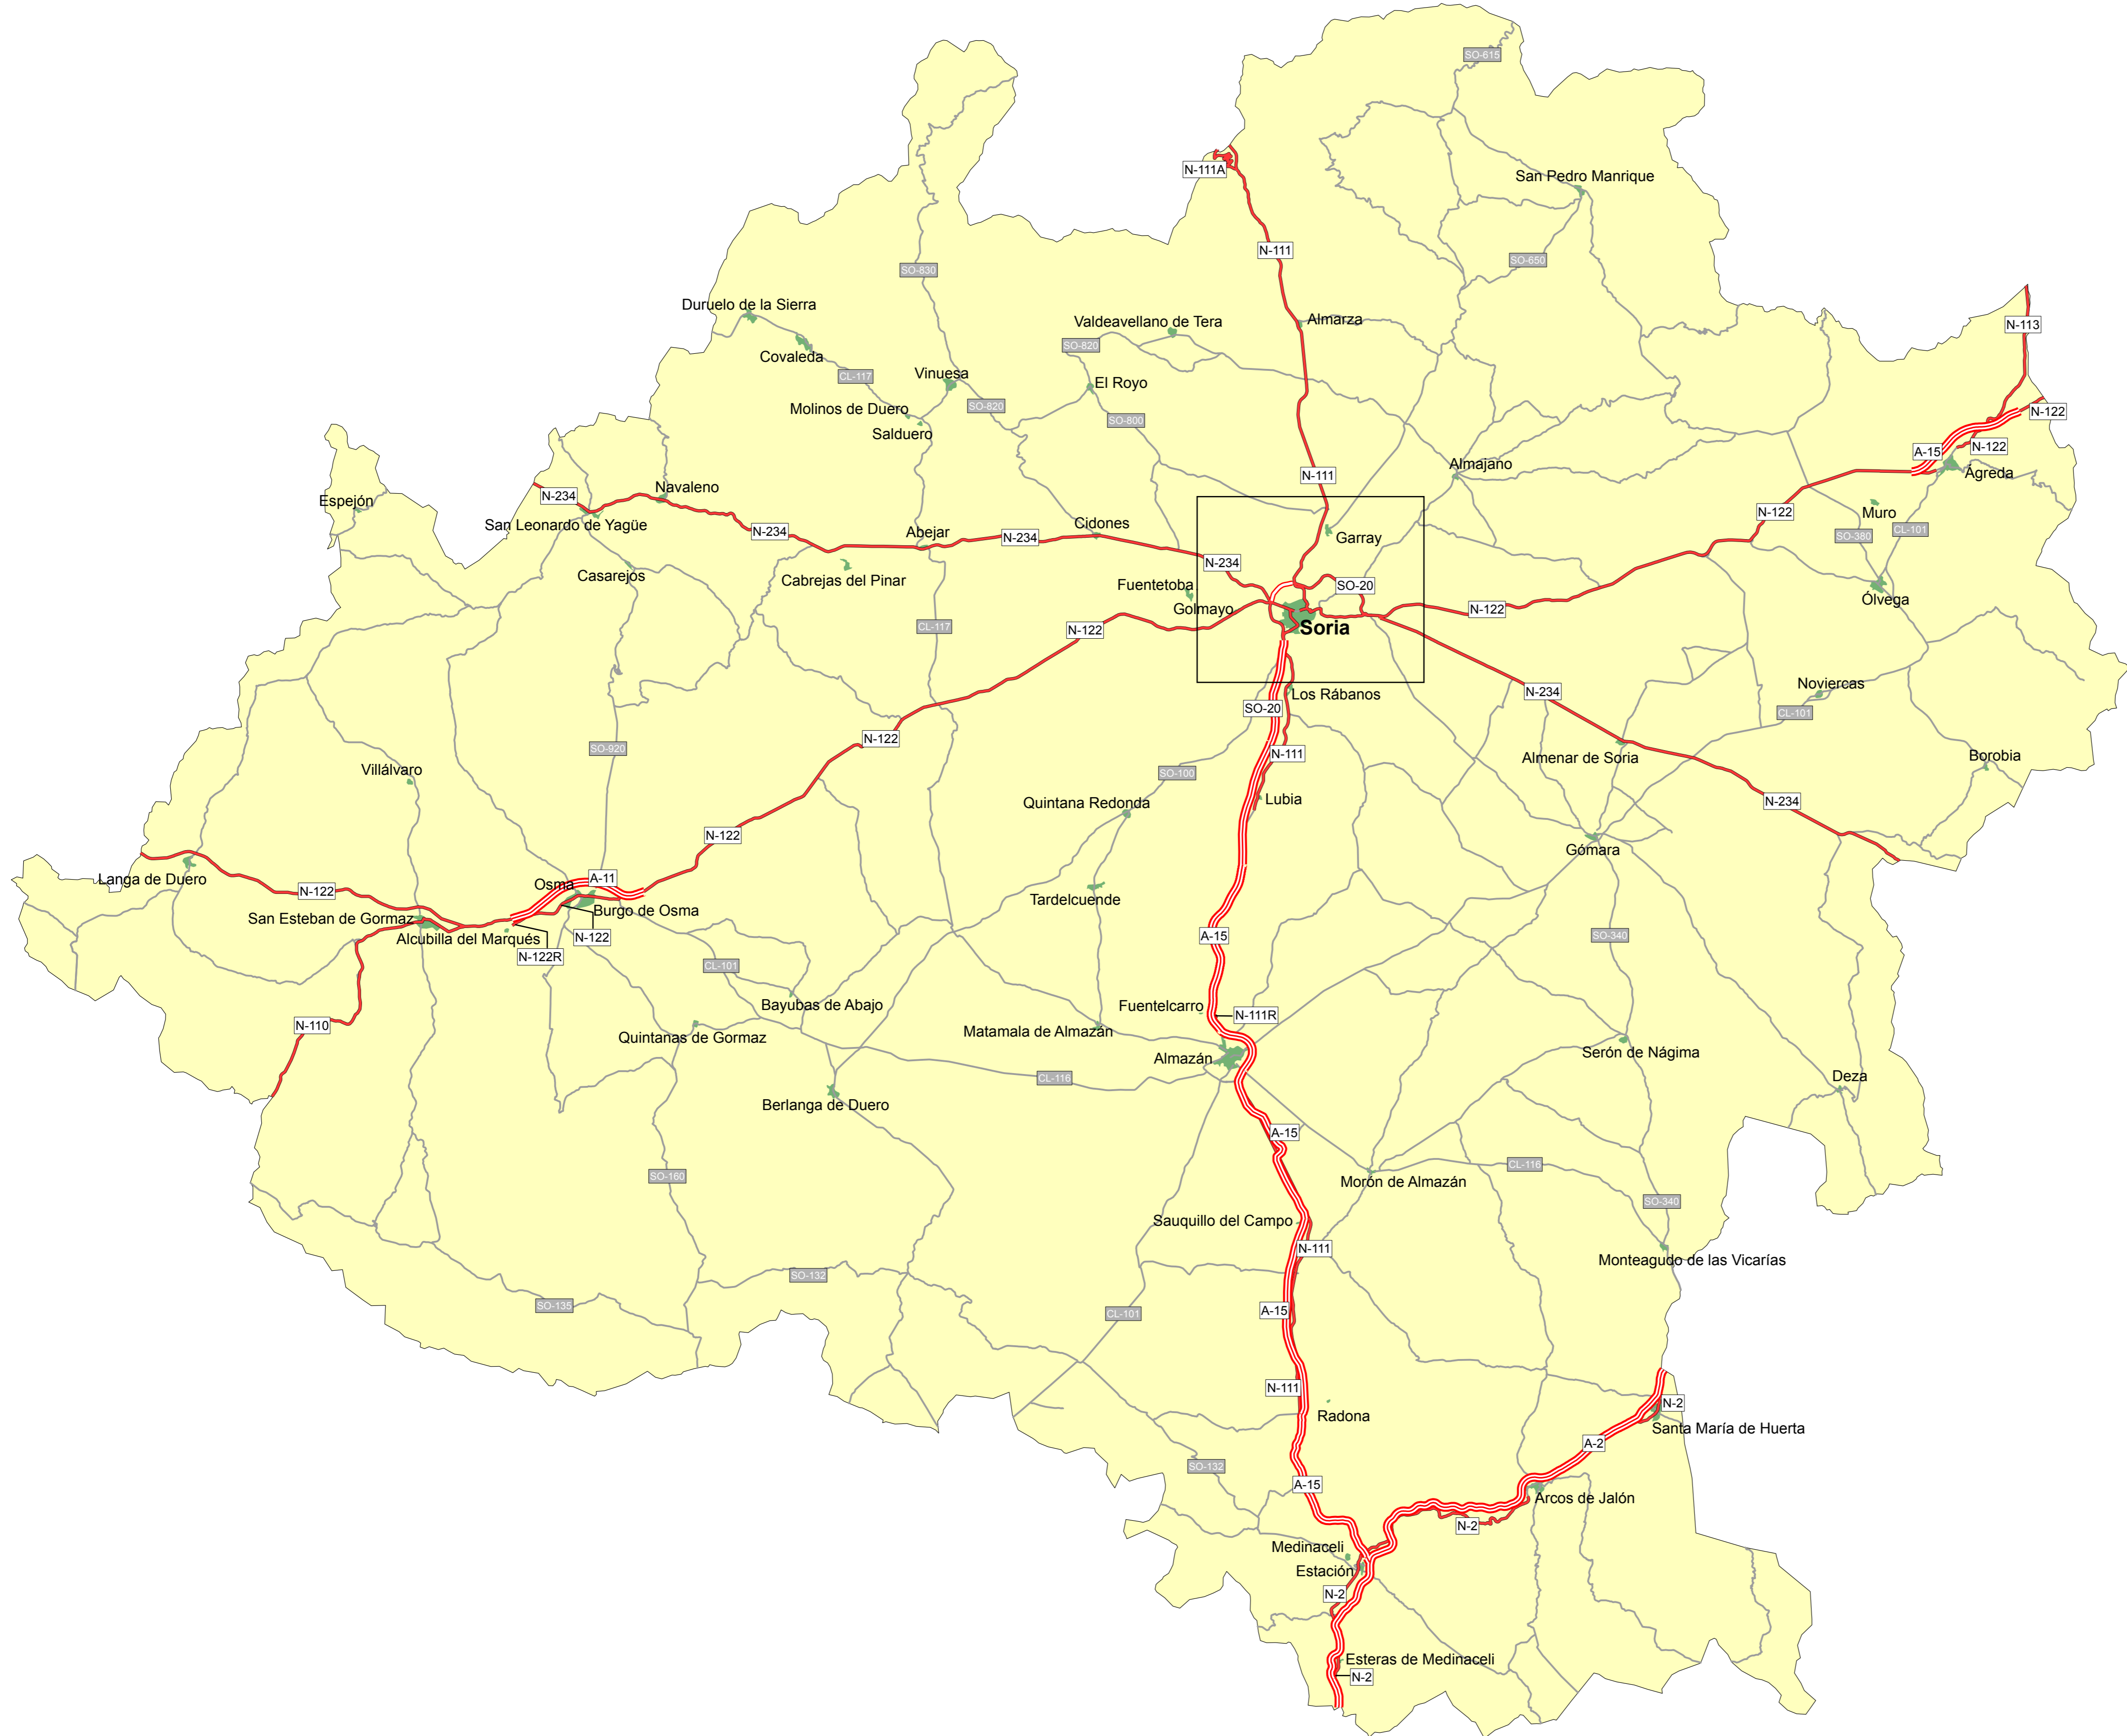 SO-615
N-111A
San Pedro Manrique
N-111
SO-650
SO-830
Duruelo de la Sierra
Valdeavellano de Tera
Almarza
N-113
SO-820
Covaleda
CL-117
Vinuesa
El Royo
SO-820
Molinos de Duero
SO-800
N-122
Salduero
N-122
A-15
Almajano
Ágreda
N-111
Navaleno
N-234
Espejón
San Leonardo de Yagüe
N-122
Muro
Cidones
Abejar
N-234
N-234
Garray
CL-101
SO-380
N-234
Casarejos
Cabrejas del Pinar
Fuentetoba
SO-20
Golmayo
N-122
Ólvega
CL-117
N-122
Soria
Los Rábanos
N-234
Noviercas
SO-20
CL-101
N-122
SO-920
N-111
Almenar de Soria
Borobia
Villálvaro
SO-100
Quintana Redonda
Lubia
N-234
N-122
Gómara
Langa de Duero
N-122
A-11
Osma
Tardelcuende
San Esteban de Gormaz
Burgo de Osma
Alcubilla del Marqués
N-122
A-15
SO-340
N-122R
CL-101
Bayubas de Abajo
Fuentelcarro
N-111R
N-110
Quintanas de Gormaz
Matamala de Almazán
Almazán
Serón de Nágima
CL-116
Deza
Berlanga de Duero
A-15
SO-160
CL-116
Morón de Almazán
SO-340
Sauquillo del Campo
N-111
Monteagudo de las Vicarías
SO-132
SO-135
CL-101
A-15
N-111
N-2
Radona
Santa María de Huerta
A-2
SO-132
A-15
Arcos de Jalón
N-2
Medinaceli
Estación
N-2
Esteras de Medinaceli
N-2